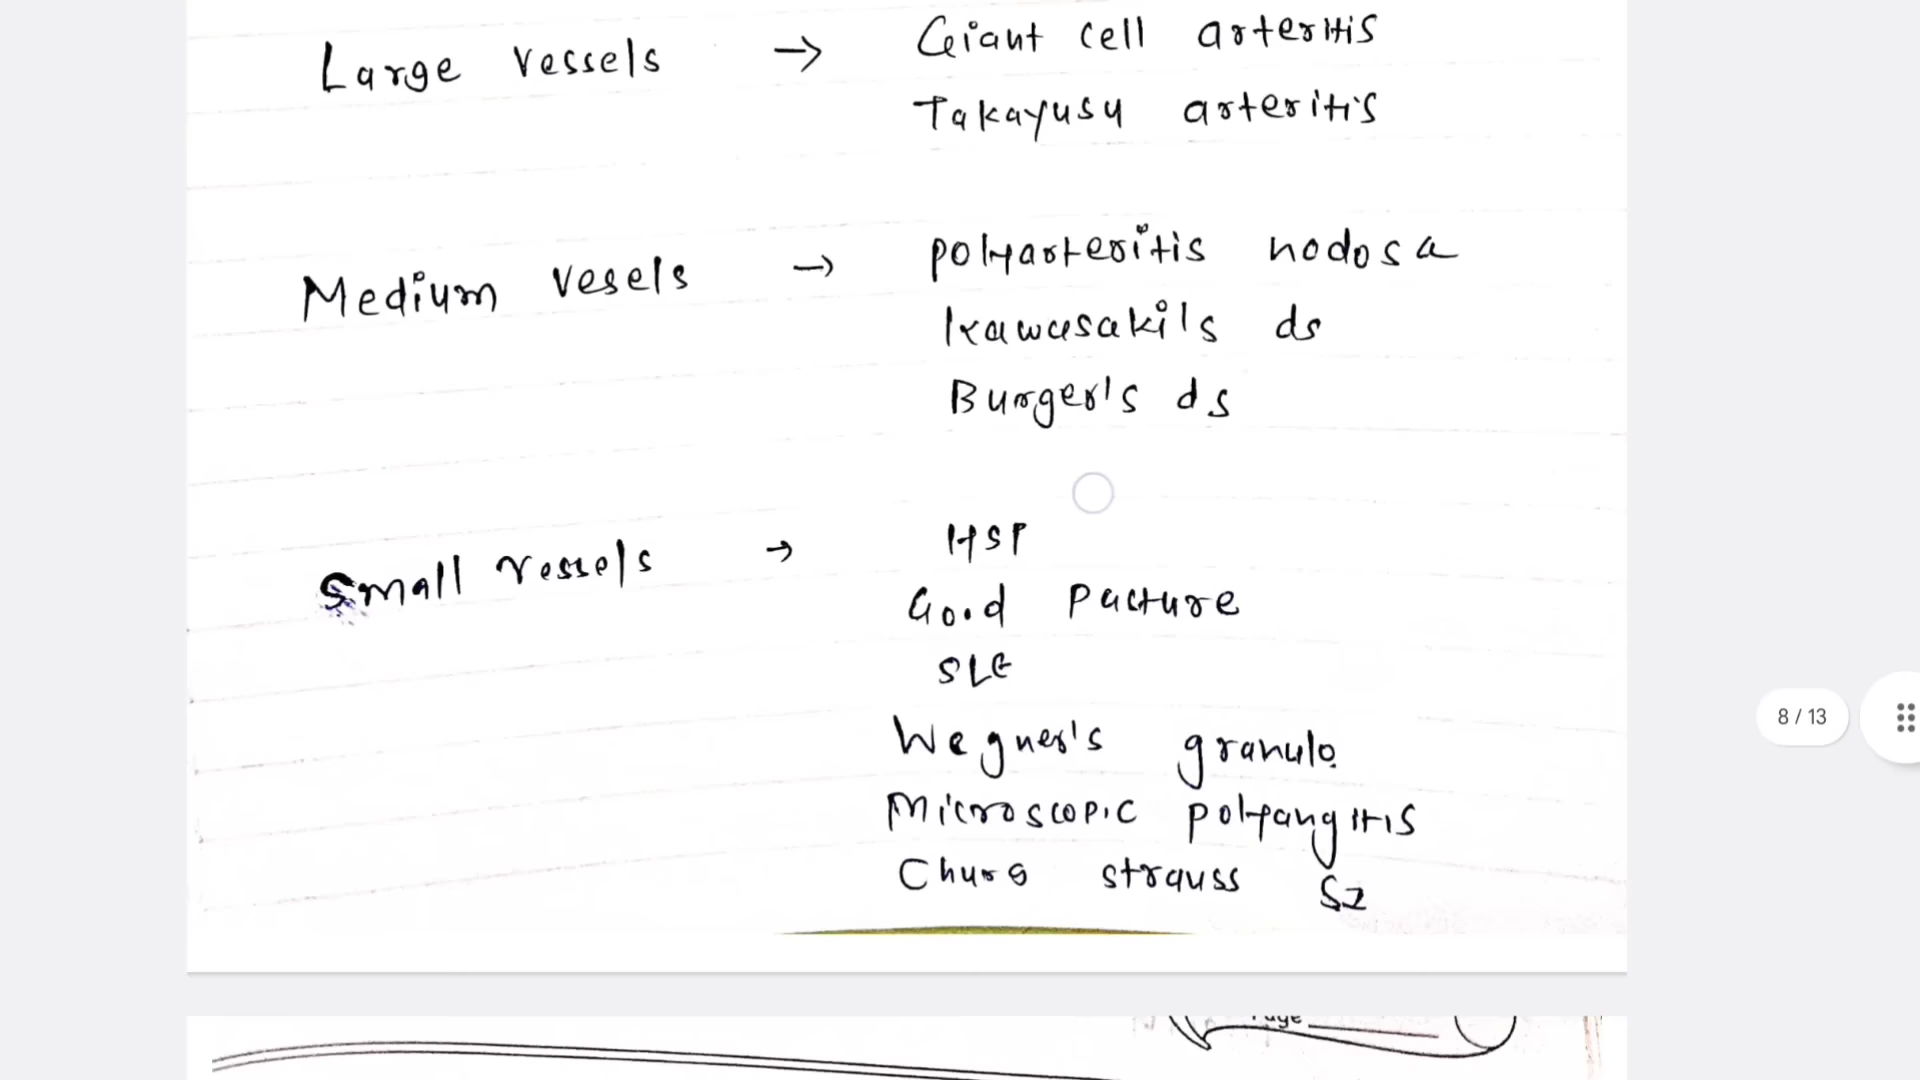 Large Vessels → Giant cell arteritis
Takayusu arteritis
Medium Vesels → polyarteritis nodosa
Kawasaki's ds
Burger's ds
Small vessels → HSP
Good Pacture
SLE
Wegner's granulo.
Microscopic polyangitis
Churg strauss
8 / 13
Page